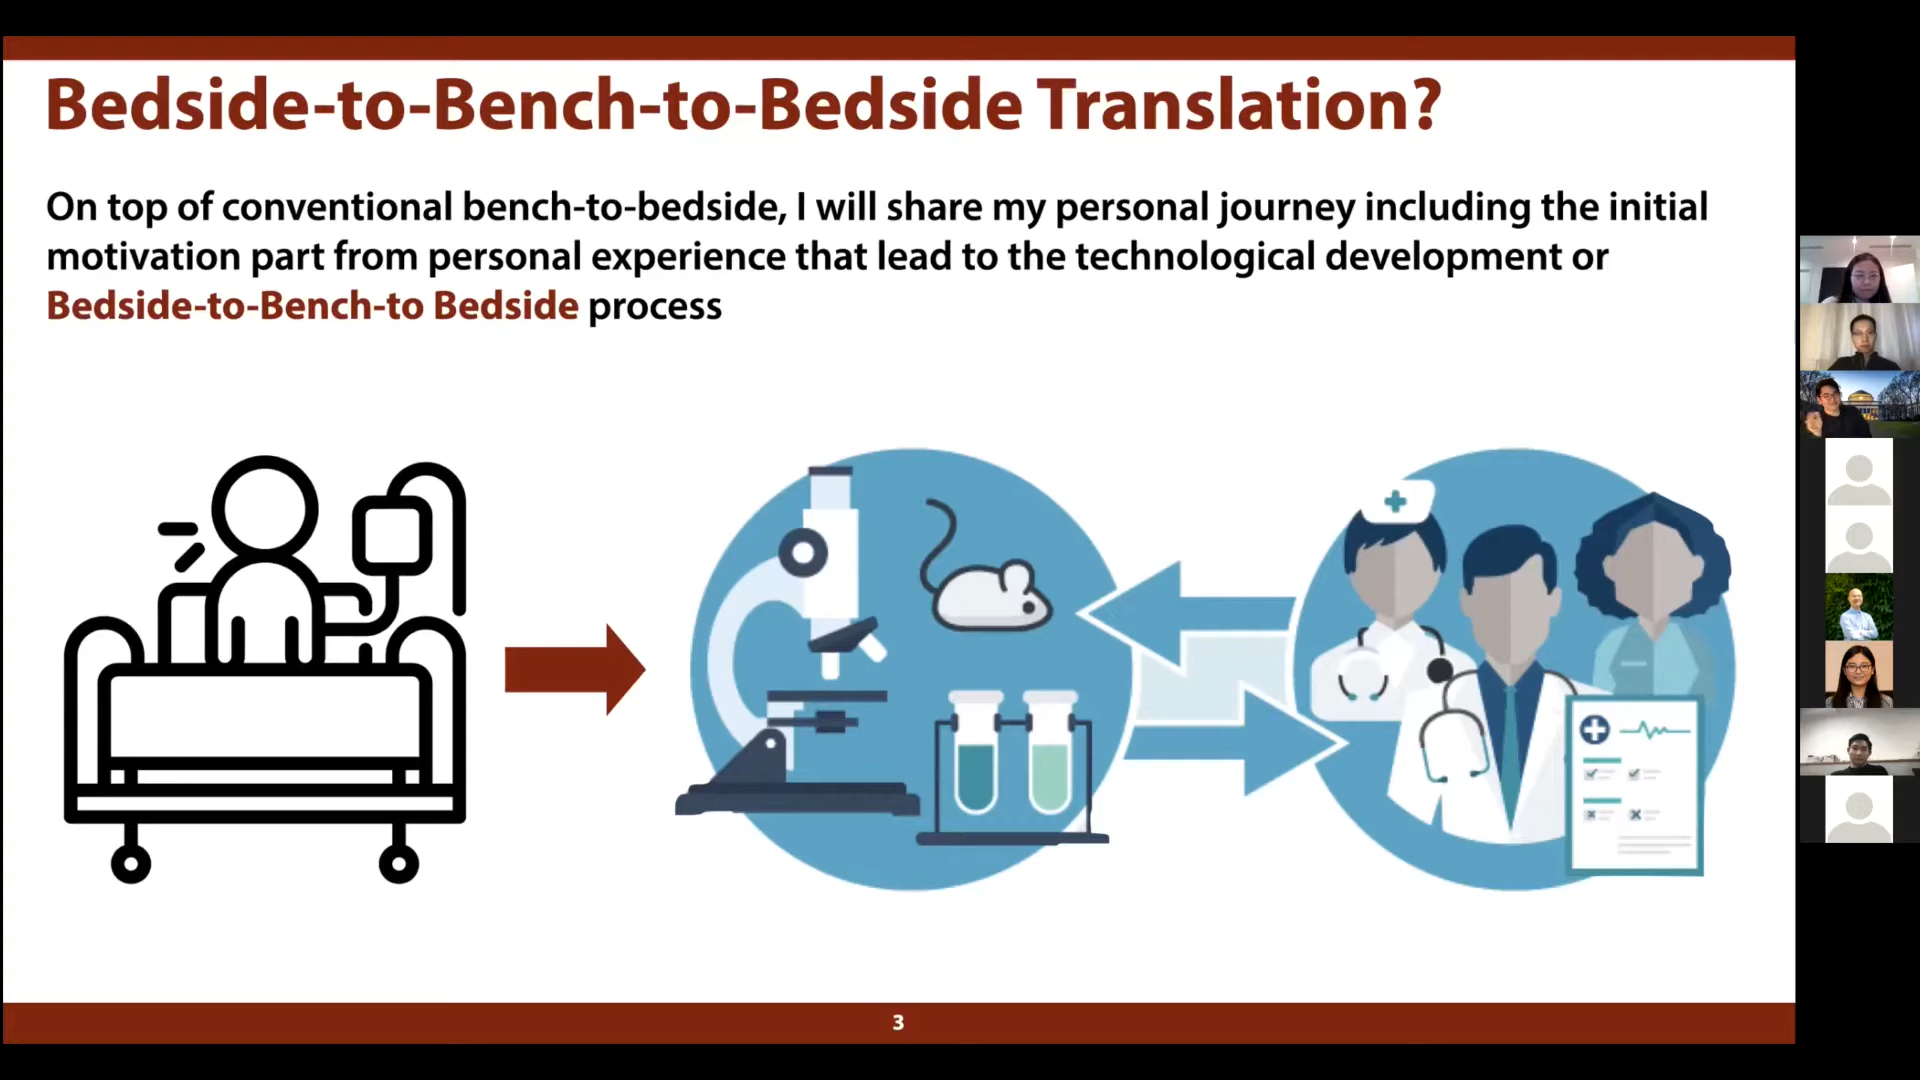 Bedside-to-Bench-to-Bedside Translation?
On top of conventional bench-to-bedside, I will share my personal journey including the initial
motivation part from personal experience that lead to the technological development or
Bedside-to-Bench-to Bedside process
3